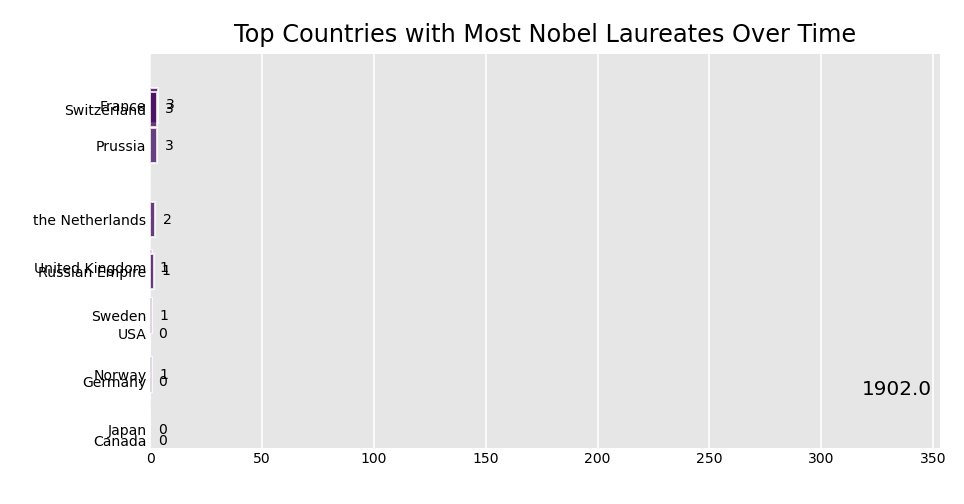 Top Countries with Most Nobel Laureates Over Time
France 3
Switzerland 3
Prussia 3
the Netherlands 2
United Kingdom 1
Russian Empire 1
Sweden 1
USA 0
Norway 1
Germany 0
1902.0
Japan 0
Canada 0
0 50 100 150 200 250 300 350